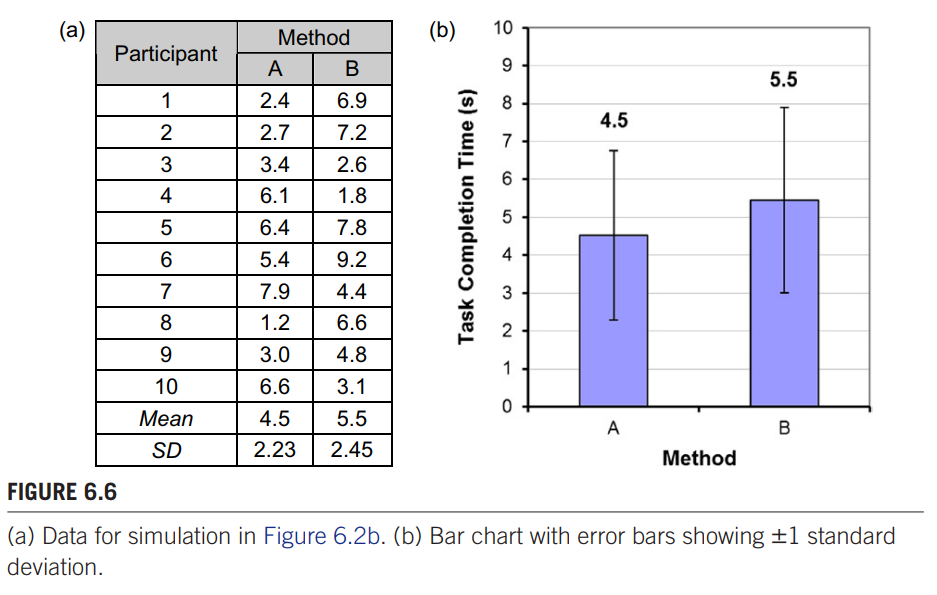 (a)
Participant Method
A B
1 2.4 6.9
2 2.7 7.2
3 3.4 2.6
4 6.1 1.8
5 6.4 7.8
6 5.4 9.2
7 7.9 4.4
8 1.2 6.6
9 3.0 4.8
10 6.6 3.1
Mean 4.5 5.5
SD 2.23 2.45
(b)
Task Completion Time (s)
10
9
8
7
6
5
4
3
2
1
0
4.5
5.5
A B
Method
FIGURE 6.6
(a) Data for simulation in Figure 6.2b. (b) Bar chart with error bars showing ±1 standard
deviation.